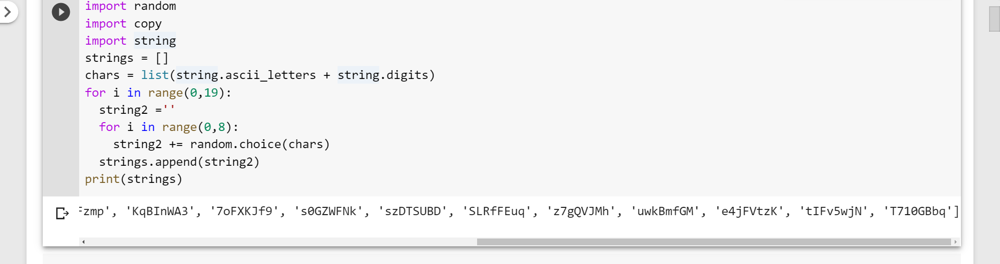 import random
import copy
import string
strings = []
chars = list(string.ascii_letters + string.digits)
for i in range(0,19):
  string2 =''
  for i in range(0,8):
    string2 += random.choice(chars)
  strings.append(string2)
print(strings)
zmp', 'KqBInWA3', '7oFXKJf9', 's0GZWFNk', 'szDTSUBD', 'SLRfFEuq', 'z7gQVJMh', 'uwkBmfGM', 'e4jFVtzK', 'tIFv5wjN', 'T710GBbq']